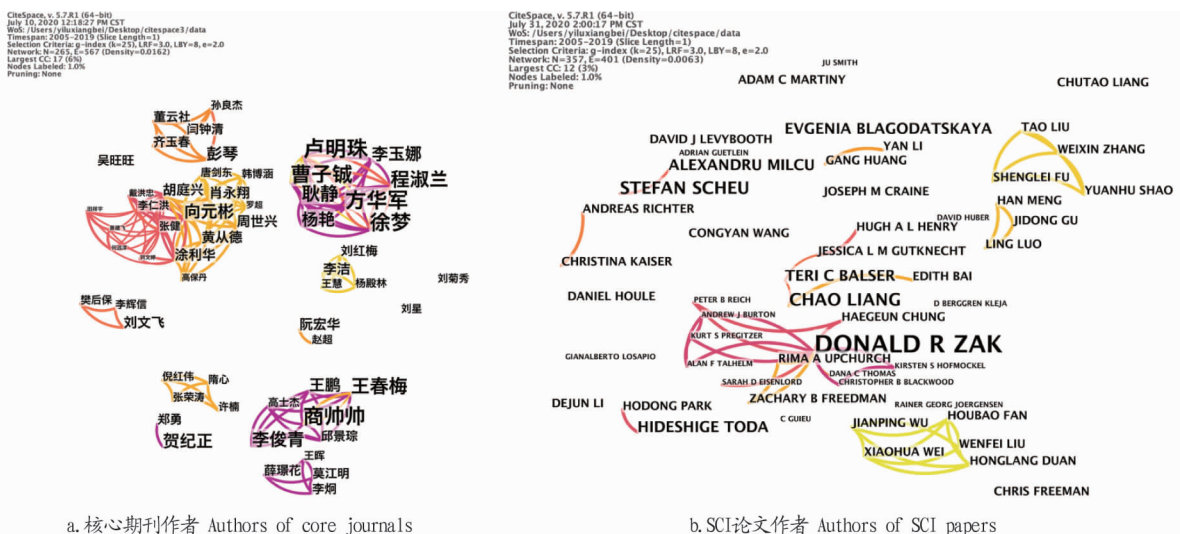 CiteSpace, v. 5.7.R1 (64-bit)
July 10, 2020 12:18:27 PM CST
WoS: /Users/yiluxiangbei/Desktop/citespace3/data
Timespan: 2005-2019 (Slice Length=1)
Selection Criteria: g-index (k=25), LRF=3.0, LBY=8, e=2.0
Network: N=265, E=567 (Density=0.0162)
Largest CC: 17 (6%)
Nodes Labeled: 1.0%
Pruning: None
孙良杰
董云社
闫钟清
齐玉春
彭琴
吴旺旺
唐剑东
韩博涵
戴洪忠
胡庭兴
肖永翔
李仁洪
向元彬
罗超
周世兴
张健
黄从德
涂利华
高保丹
卢明珠
李玉娜
曹子铖
程淑兰
耿静
方华军
杨艳
徐梦
刘红梅
李洁
王慧
杨殿林
刘菊秀
刘星
樊后保
李辉信
刘文飞
阮宏华
赵超
倪红伟
隋心
张荣涛
许楠
郑勇
贺纪正
王鹏
王春梅
高士杰
商帅帅
李俊青
邱景琮
王晖
薛璟花
莫江明
李炯
a.核心期刊作者 Authors of core journals
CiteSpace, v. 5.7.R1 (64-bit)
July 31, 2020 2:00:17 PM CST
WoS: /Users/yiluxiangbei/Desktop/citespace/data
Timespan: 2005-2019 (Slice Length=1)
Selection Criteria: g-index (k=25), LRF=3.0, LBY=8, e=2.0
Network: N=357, E=401 (Density=0.0063)
Largest CC: 12 (3%)
Nodes Labeled: 1.0%
Pruning: None
JU SMITH
ADAM C MARTINY
CHUTAO LIANG
EVGENIA BLAGODATSKAYA
TAO LIU
DAVID J LEVYBOOTH
YAN LI
WEIXIN ZHANG
ADRIAN GUETLEIN
ALEXANDRU MILCU
GANG HUANG
SHENGLEI FU
STEFAN SCHEU
JOSEPH M CRAINE
YUANHU SHAO
HAN MENG
ANDREAS RICHTER
DAVID HUBER
JIDONG GU
HUGH A L HENRY
CONGYAN WANG
LING LUO
JESSICA L M GUTKNECHT
CHRISTINA KAISER
TERI C BALSER
EDITH BAI
DANIEL HOULE
PETER B REICH
CHAO LIANG
D BERGGREN KLEJA
ANDREW J BURTON
HAEGEUN CHUNG
KURT S PREGITZER
DONALD R ZAK
GIANALBERTO LOSAPIO
RIMA A UPCHURCH
ALAN F TALHELM
KIRSTEN S HOFMOCKEL
DANA C THOMAS
SARAH D EISENLORD
CHRISTOPHER B BLACKWOOD
DEJUN LI
HODONG PARK
ZACHARY B FREEDMAN
RAINER GEORG JOERGENSEN
C GUIEU
HOUBAO FAN
HIDESHIGE TODA
JIANPING WU
WENFEI LIU
XIAOHUA WEI
HONGLANG DUAN
CHRIS FREEMAN
b.SCI论文作者 Authors of SCI papers